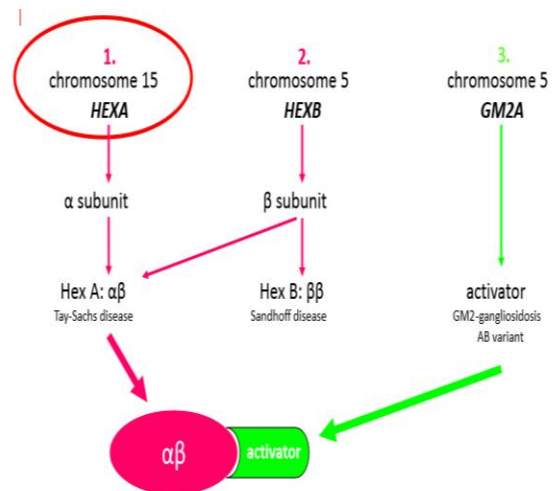 1.
chromosome 15
HEXA
2.
chromosome 5
HEXB
3.
chromosome 5
GM2A
α subunit
β subunit
Hex A: αβ
Tay-Sachs disease
Hex B: ββ
Sandhoff disease
activator
GM2-gangliosidosis
AB variant
αβ
activator